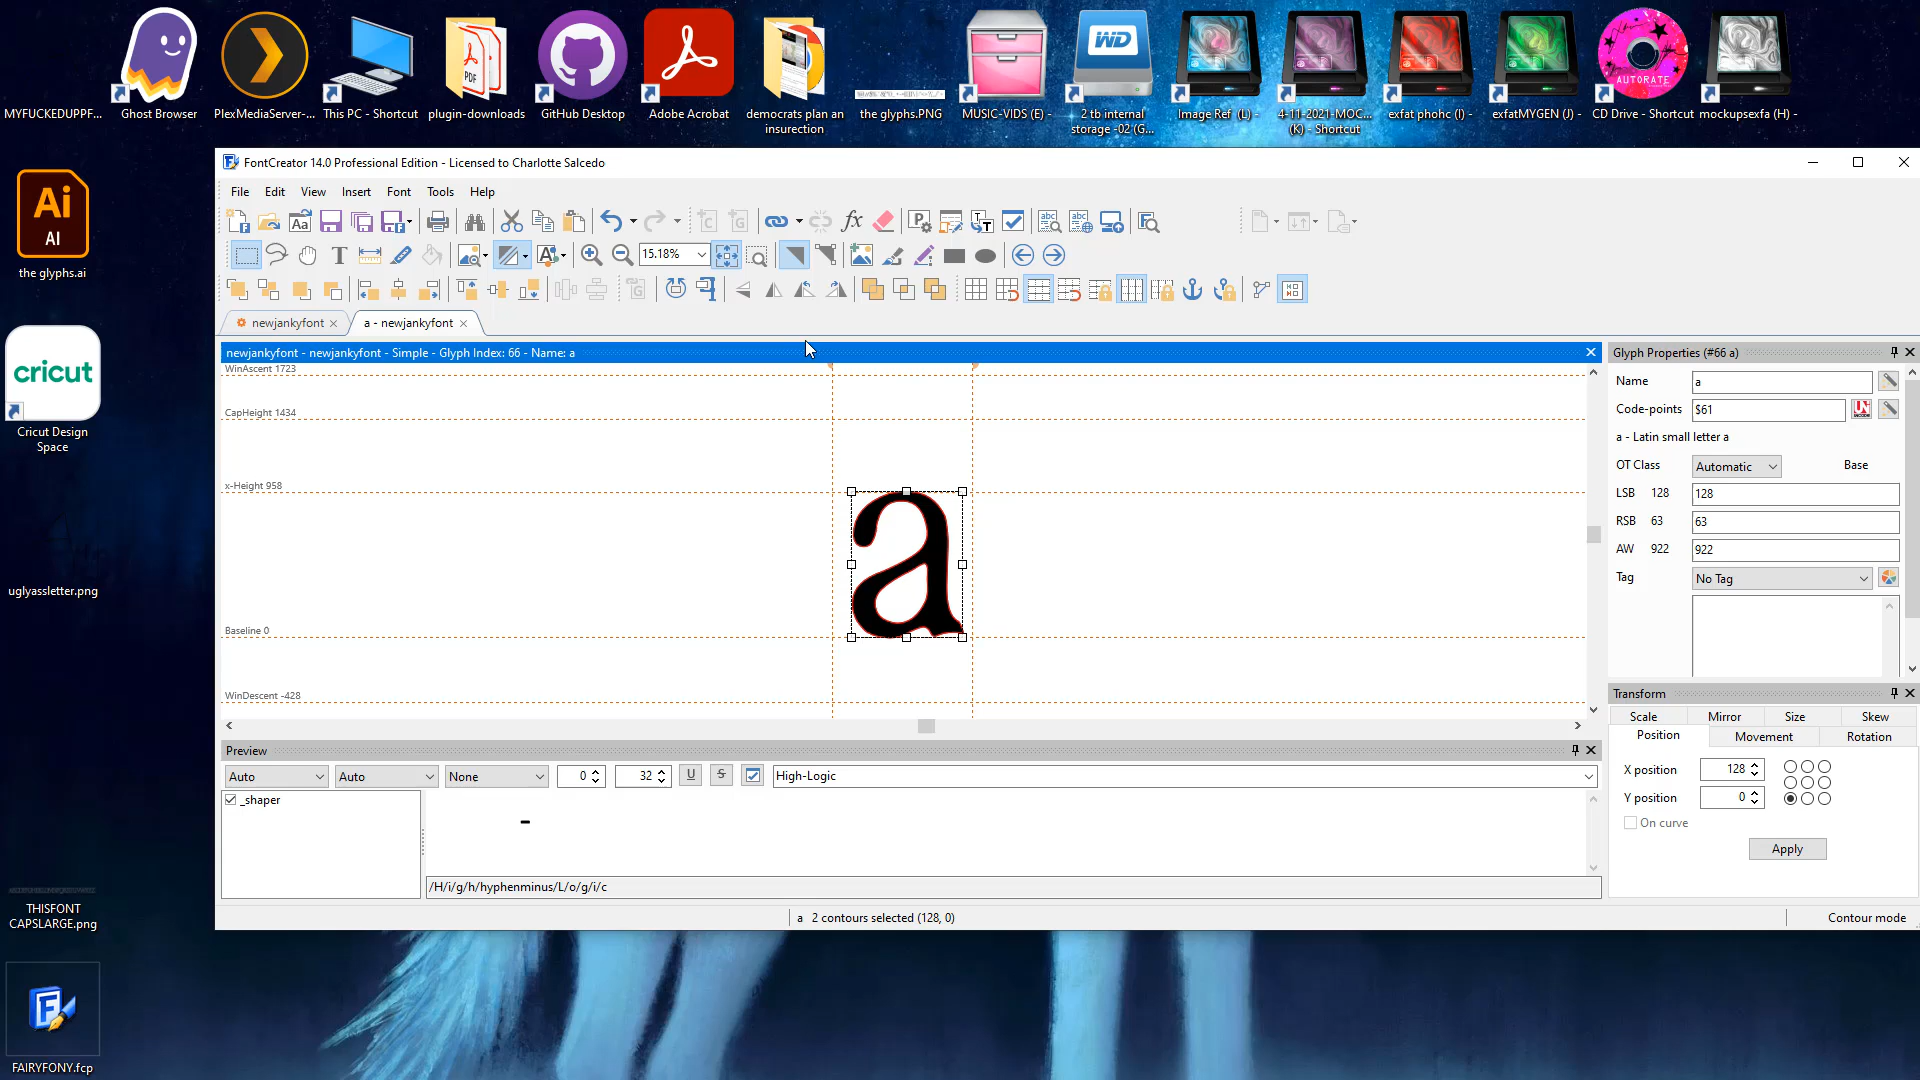 MYFUCKEDUPPF...
Ghost Browser
PlexMediaServer-...
This PC - Shortcut
PDF
plugin-downloads
GitHub Desktop
Adobe Acrobat
democrats plan an
insurection
the glyphs.PNG
MUSIC-VIDS (E) -
WD
2 tb internal
storage -02 (G...
Image Ref (L) -
4-11-2021-MOC...
(K) - Shortcut
exfat phohc (I) -
exfatMYGEN (J) -
AUTORATE
CD Drive - Shortcut
mockupsexfa (H) -
Ai
AI
the glyphs.ai
cricut
Cricut Design
Space
uglyassletter.png
THISFONT
CAPSLARGE.png
FAIRYFONY.fcp
FontCreator 14.0 Professional Edition - Licensed to Charlotte Salcedo
File Edit View Insert Font Tools Help
15.18%
newjankyfont
a - newjankyfont
newjankyfont - newjankyfont - Simple - Glyph Index: 66 - Name: a
WinAscent 1723
CapHeight 1434
x-Height 958
Baseline 0
WinDescent -428
a
Glyph Properties (#66 a)
Name a
Code-points $61
a - Latin small letter a
OT Class Automatic Base
LSB 128 128
RSB 63 63
AW 922 922
Tag No Tag
Transform
Scale Mirror Size Skew
Position Movement Rotation
X position 128
Y position 0
On curve
Apply
Preview
Auto Auto None 0 32 U S High-Logic
_shaper
-
/H/i/g/h/hyphenminus/L/o/g/i/c
a 2 contours selected (128, 0)
Contour mode